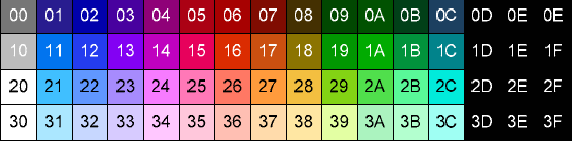 00 01 02 03 04 05 06 07 08 09 0A 0B 0C 0D 0E 0E
10 11 12 13 14 15 16 17 18 19 1A 1B 1C 1D 1E 1F
20 21 22 23 24 25 26 27 28 29 2A 2B 2C 2D 2E 2F
30 31 32 33 34 35 36 37 38 39 3A 3B 3C 3D 3E 3F